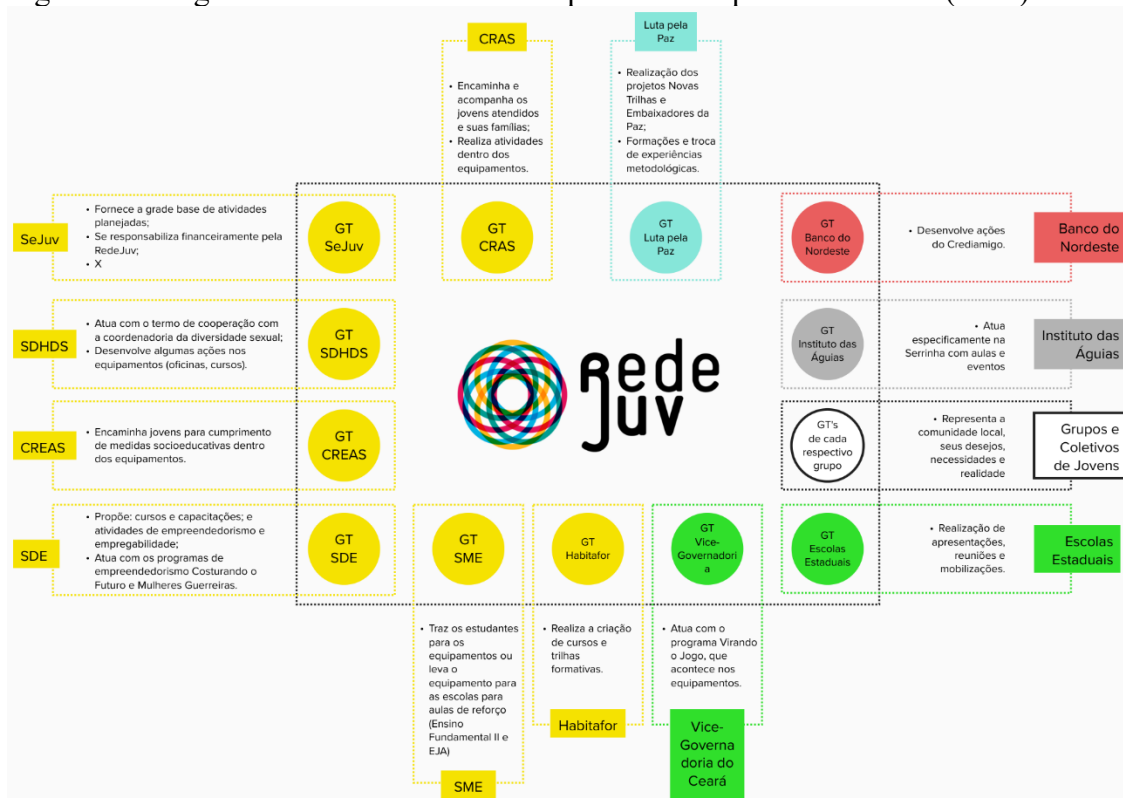 CRAS
• Encaminha e
acompanha os
jovens atendidos
e suas famílias;
• Realiza atividades
dentro dos
equipamentos.
Luta pela
Paz
• Realização dos
projetos Novas
Trilhas e
Embaixadores da
Paz;
• Formações e troca
de experiências
metodológicas.
SeJuv
• Fornece a grade base de atividades
planejadas;
• Se responsabiliza financeiramente pela
RedeJuv;
• X
GT
SeJuv
GT
CRAS
GT
Luta pela
Paz
GT
Banco do
Nordeste
• Desenvolve ações
do Crediamigo.
Banco do
Nordeste
SDHDS
• Atua com o termo de cooperação com
a coordenadoria da diversidade sexual;
• Desenvolve algumas ações nos
equipamentos (oficinas, cursos).
GT
SDHDS
Rede
Juv
GT
Instituto das
Águias
• Atua
especificamente na
Serrinha com aulas e
eventos
Instituto das
Águias
CREAS
• Encaminha jovens para cumprimento
de medidas socioeducativas dentro
dos equipamentos.
GT
CREAS
GT's
de cada
respectivo
grupo
• Representa a
comunidade local,
seus desejos,
necessidades e
realidade
Grupos e
Coletivos
de Jovens
SDE
• Propõe: cursos e capacitações; e
atividades de empreendedorismo e
empregabilidade;
• Atua com os programas de
empreendedorismo Costurando o
Futuro e Mulheres Guerreiras.
GT
SDE
GT
SME
GT
Habitafor
GT
Vice-
Governadori
a
GT
Escolas
Estaduais
• Realização de
apresentações,
reuniões e
mobilizações.
Escolas
Estaduais
• Traz os estudantes
para os
equipamentos ou
leva o
equipamento para
as escolas para
aulas de reforço
(Ensino
Fundamental II e
EJA)
SME
• Realiza a criação
de cursos e
trilhas
formativas.
Habitafor
• Atua com o
programa Virando
o Jogo, que
acontece nos
equipamentos.
Vice-
Governa
doria do
Ceará